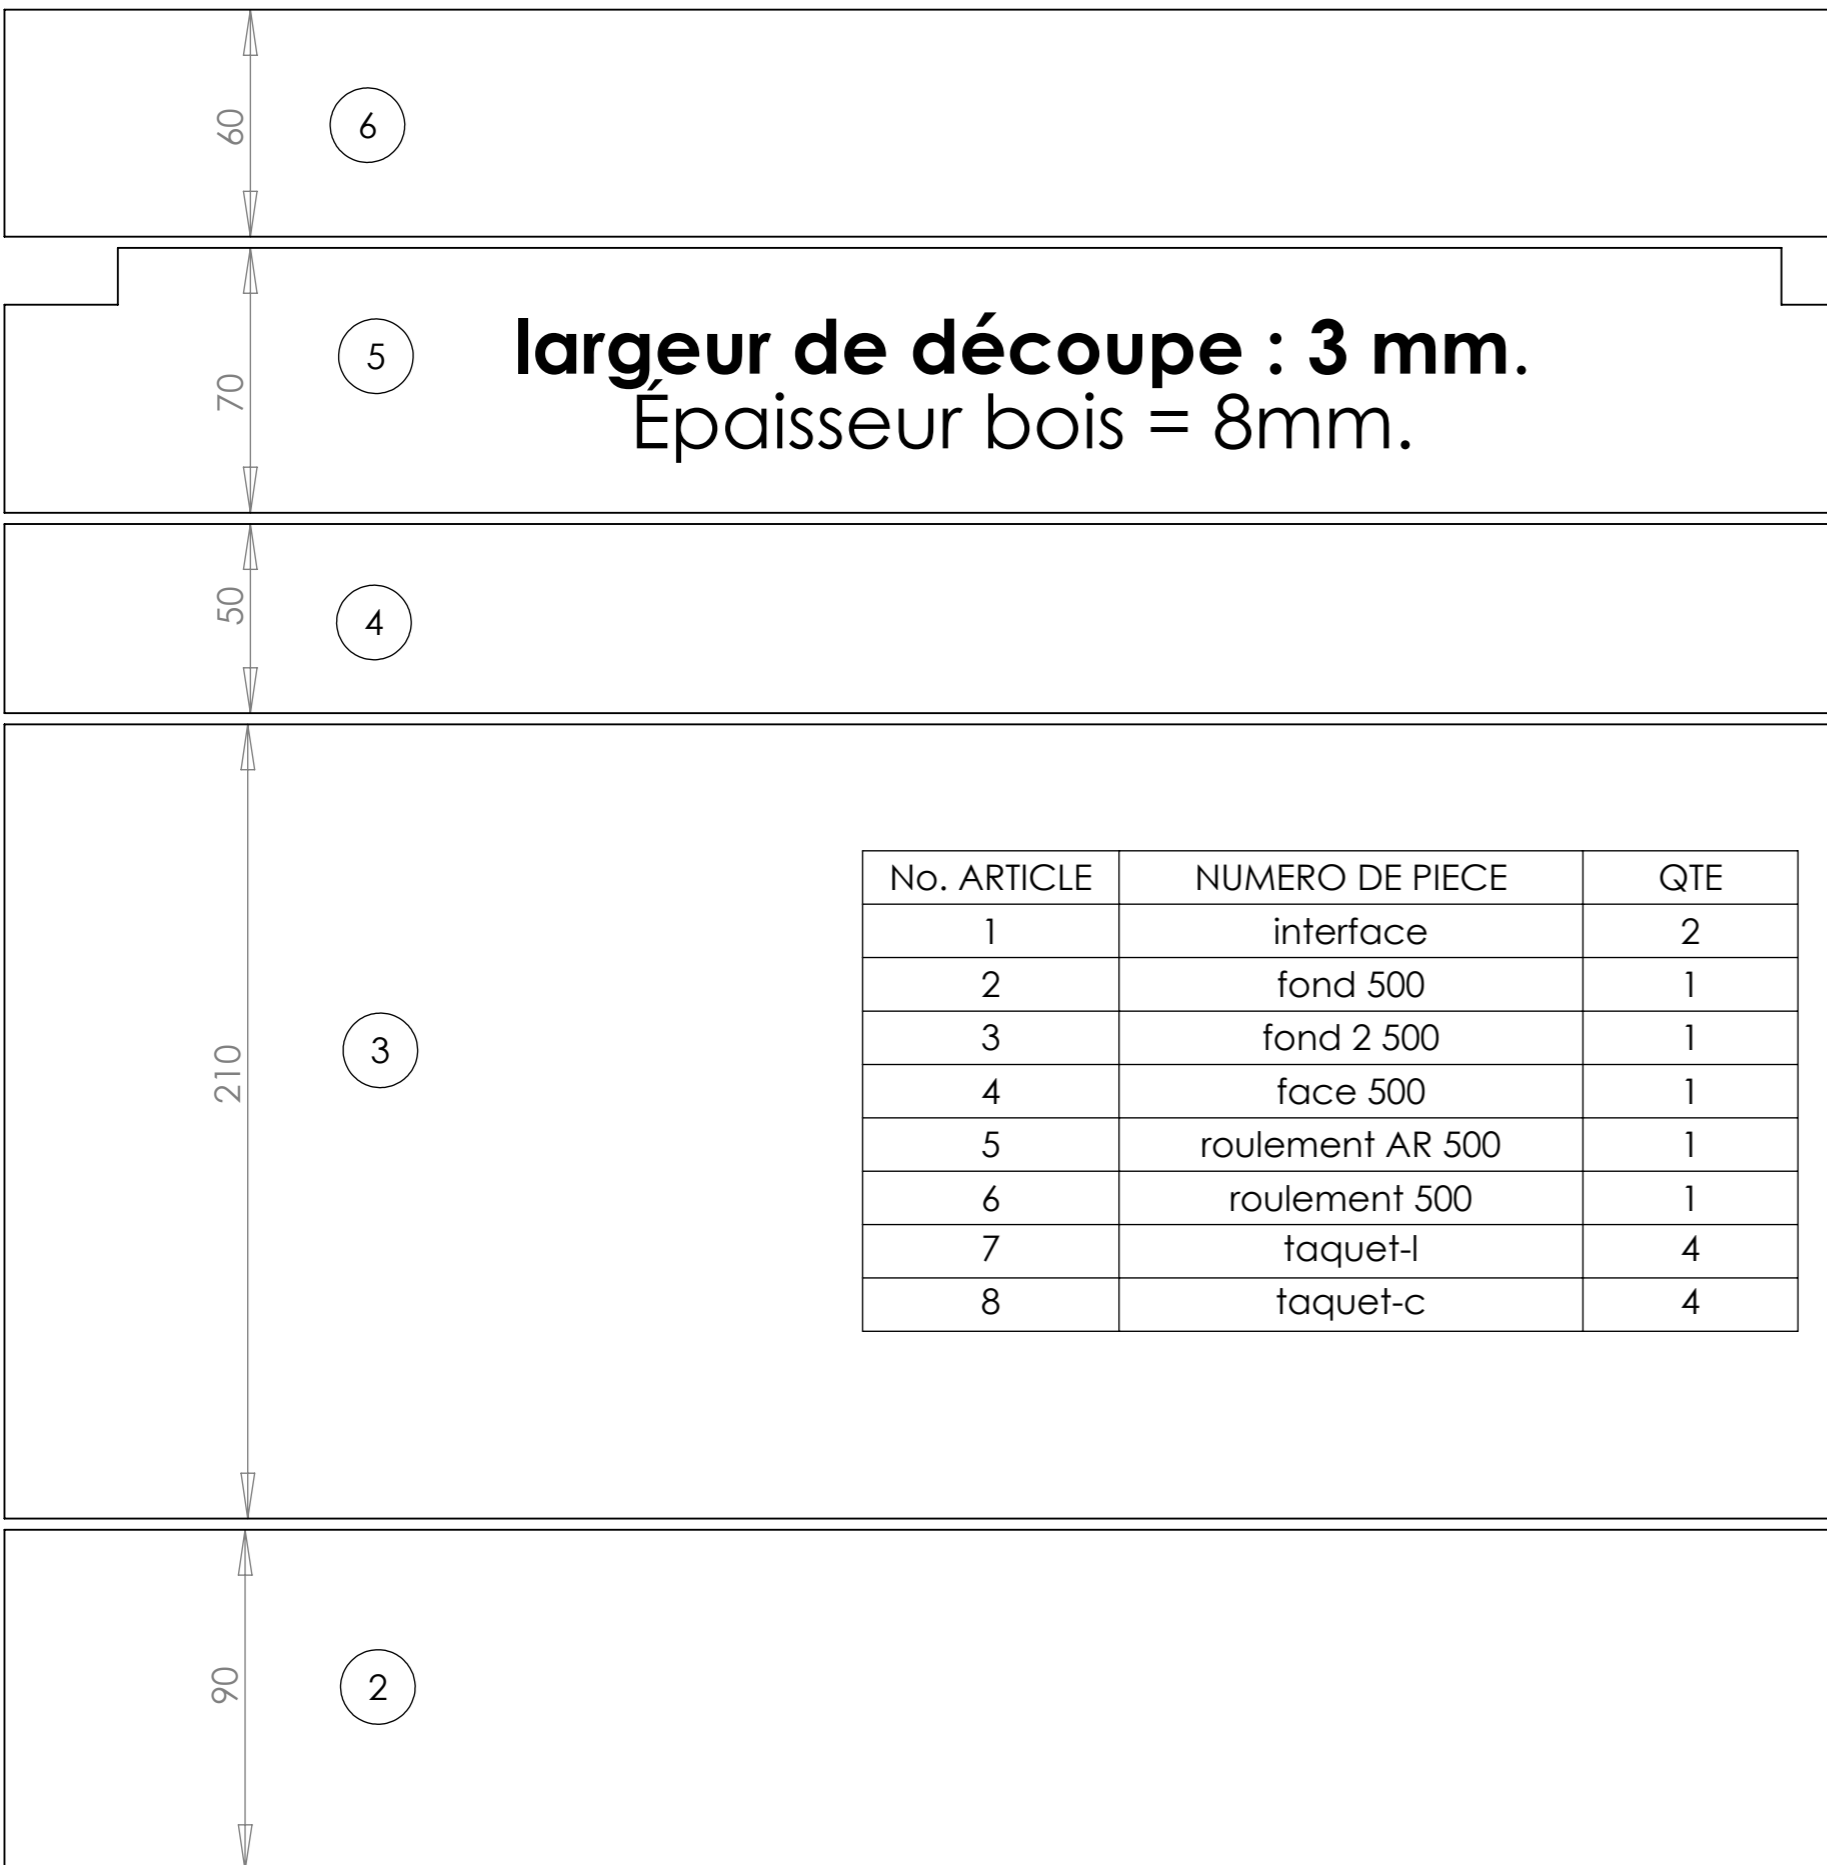 60
6
70
5
largeur de découpe : 3 mm.
Épaisseur bois = 8mm.
50
4
210
3
No. ARTICLE NUMERO DE PIECE QTE
1 interface 2
2 fond 500 1
3 fond 2 500 1
4 face 500 1
5 roulement AR 500 1
6 roulement 500 1
7 taquet-l 4
8 taquet-c 4
90
2